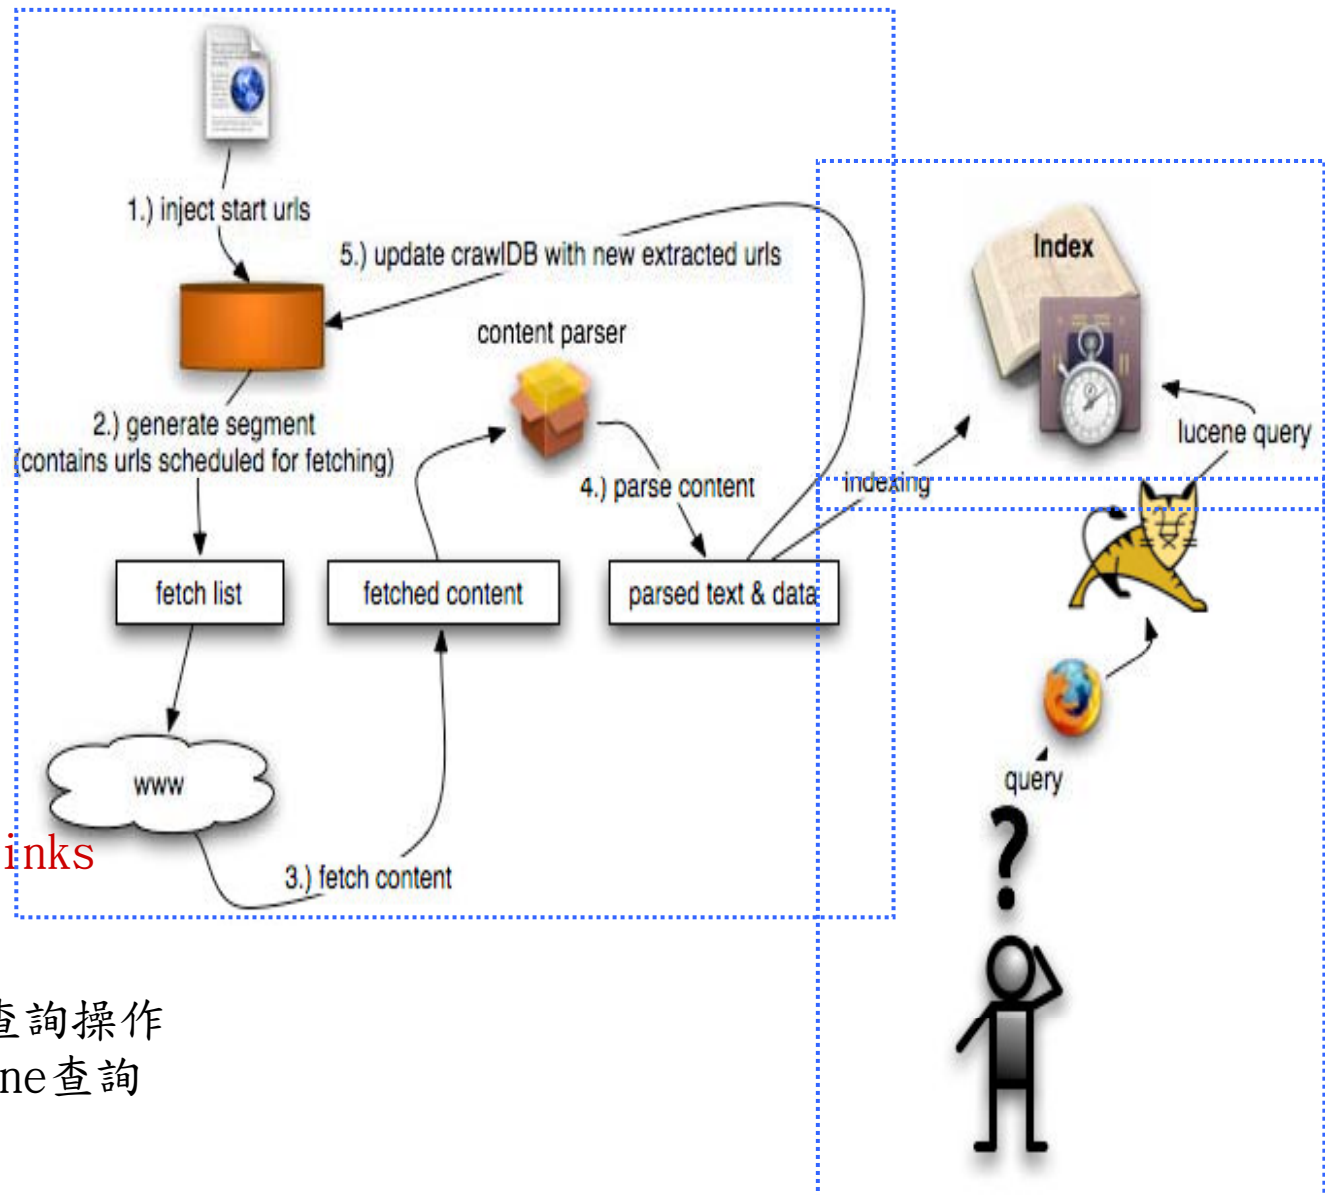 1.) inject start urls
5.) update crawlDB with new extracted urls
content parser
2.) generate segment
(contains urls scheduled for fetching)
4.) parse content
indexing
Index
lucene query
fetch list
fetched content
parsed text & data
www
query
?
inks
3.) fetch content
查詢操作
ne查詢